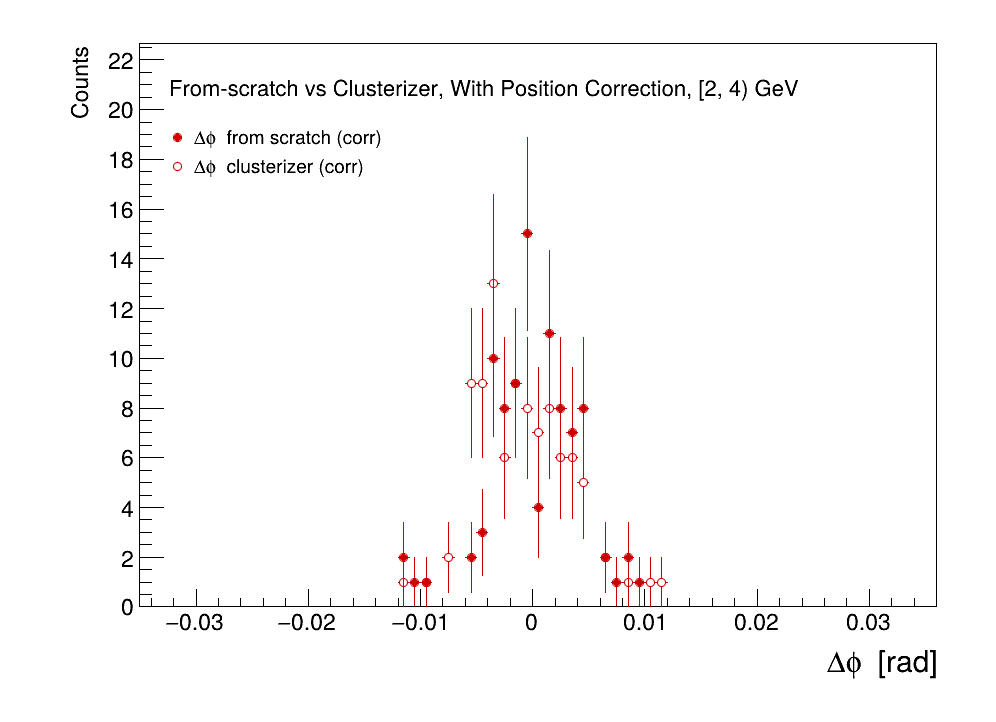 Counts
From-scratch vs Clusterizer, With Position Correction, [2, 4) GeV
Δϕ from scratch (corr)
Δϕ clusterizer (corr)
22
20
18
16
14
12
10
8
6
4
2
0
−0.03 −0.02 −0.01 0 0.01 0.02 0.03
Δϕ [rad]